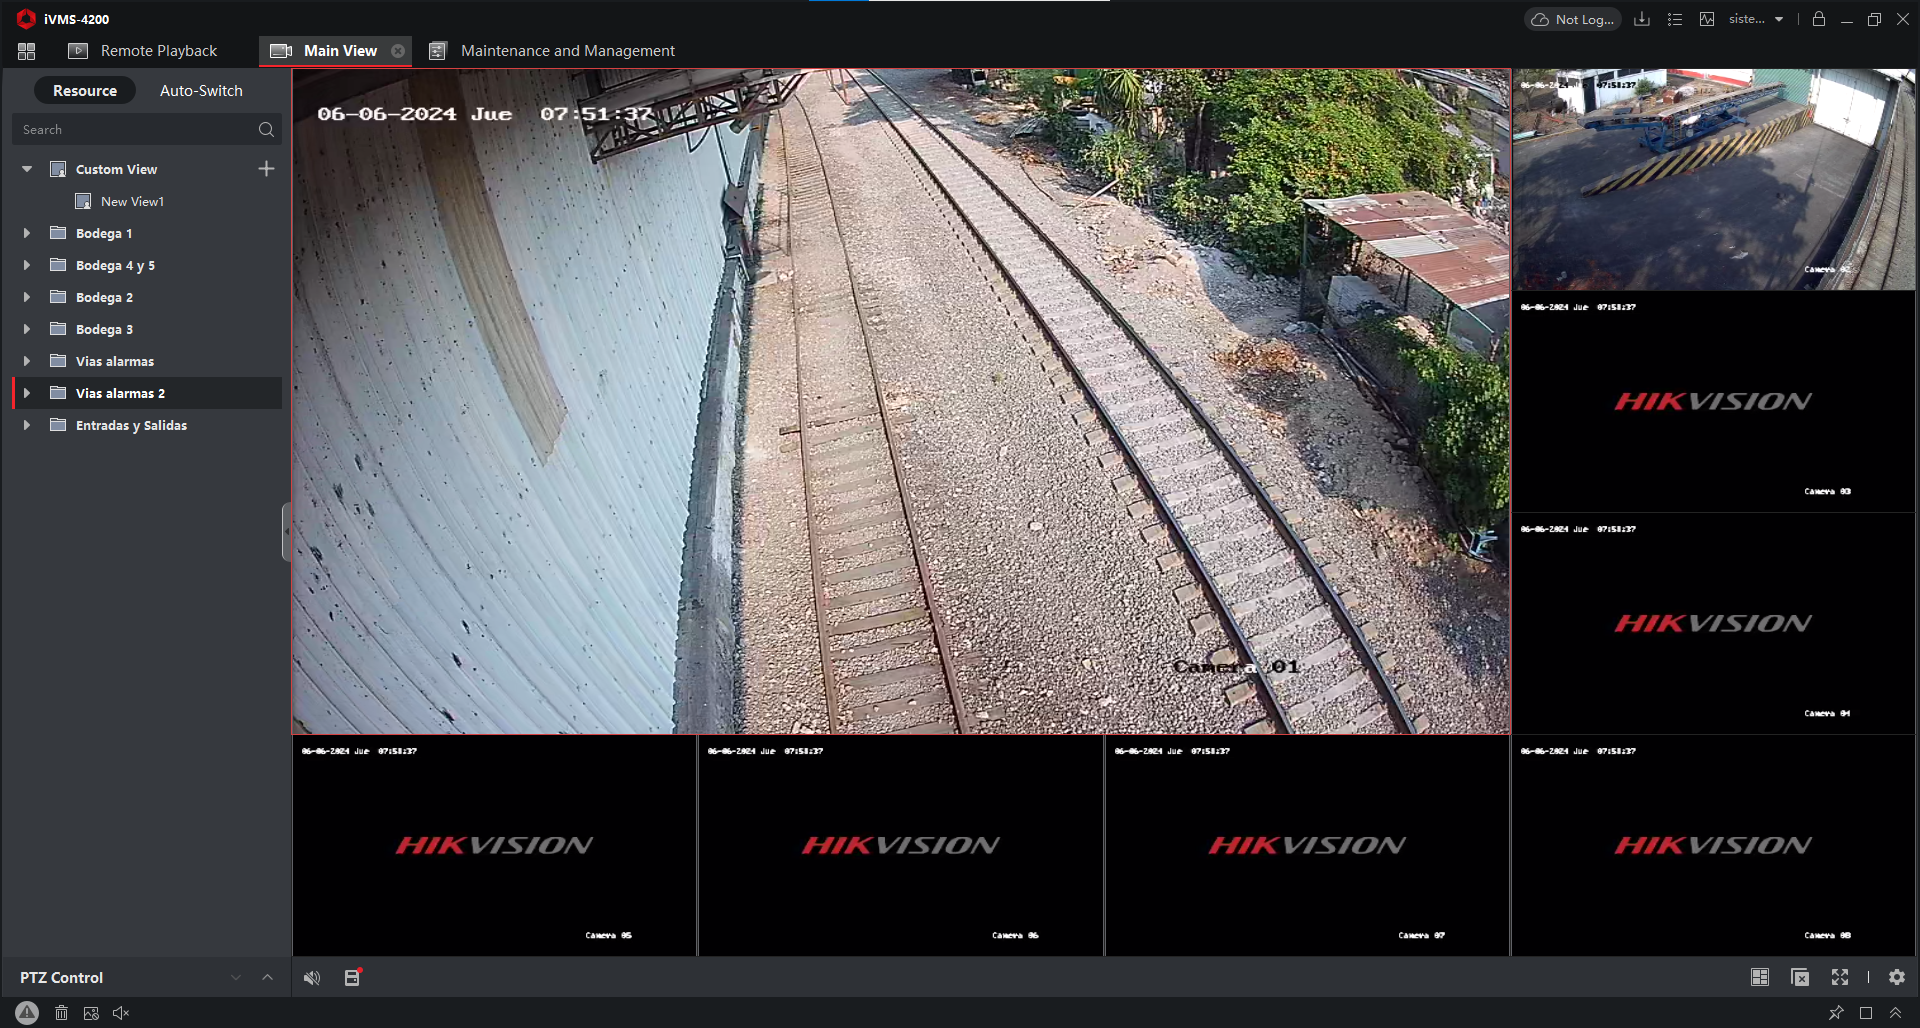 iVMS-4200
Not Log...
siste...
Remote Playback
Main View
Maintenance and Management
Resource
Auto-Switch
Search
Custom View
New View1
Bodega 1
Bodega 4 y 5
Bodega 2
Bodega 3
Vias alarmas
Vias alarmas 2
Entradas y Salidas
06-06-2024 Jue 07:51:37
Camera 01
06-06-2024 Jue 07:51:37
Camera 02
06-06-2024 Jue 07:51:37
HIKVISION
Camera 03
06-06-2024 Jue 07:51:37
HIKVISION
Camera 04
06-06-2024 Jue 07:51:37
HIKVISION
Camera 05
06-06-2024 Jue 07:51:37
HIKVISION
Camera 06
06-06-2024 Jue 07:51:37
HIKVISION
Camera 07
06-06-2024 Jue 07:51:37
HIKVISION
Camera 08
PTZ Control